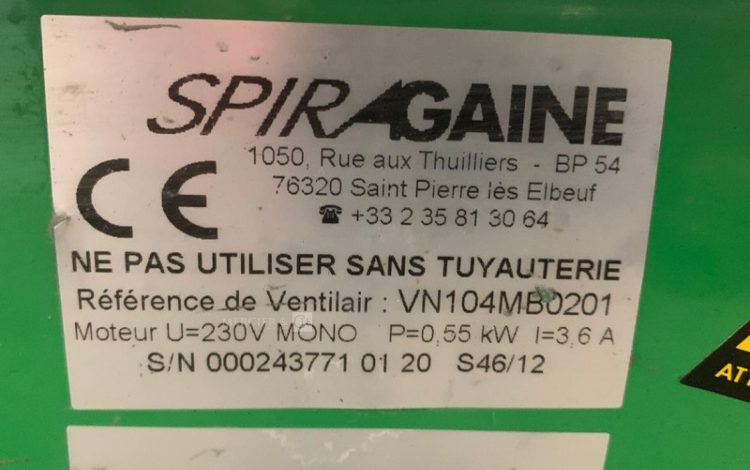 SPIRAGAINE
1050, Rue aux Thuilliers - BP 54
76320 Saint Pierre lès Elbeuf
☎ +33 2 35 81 30 64
CE
NE PAS UTILISER SANS TUYAUTERIE
Référence de Ventilair : VN104MB0201
Moteur U=230V MONO P=0,55 kW I=3,6 A
S/N 000243771 01 20 S46/12